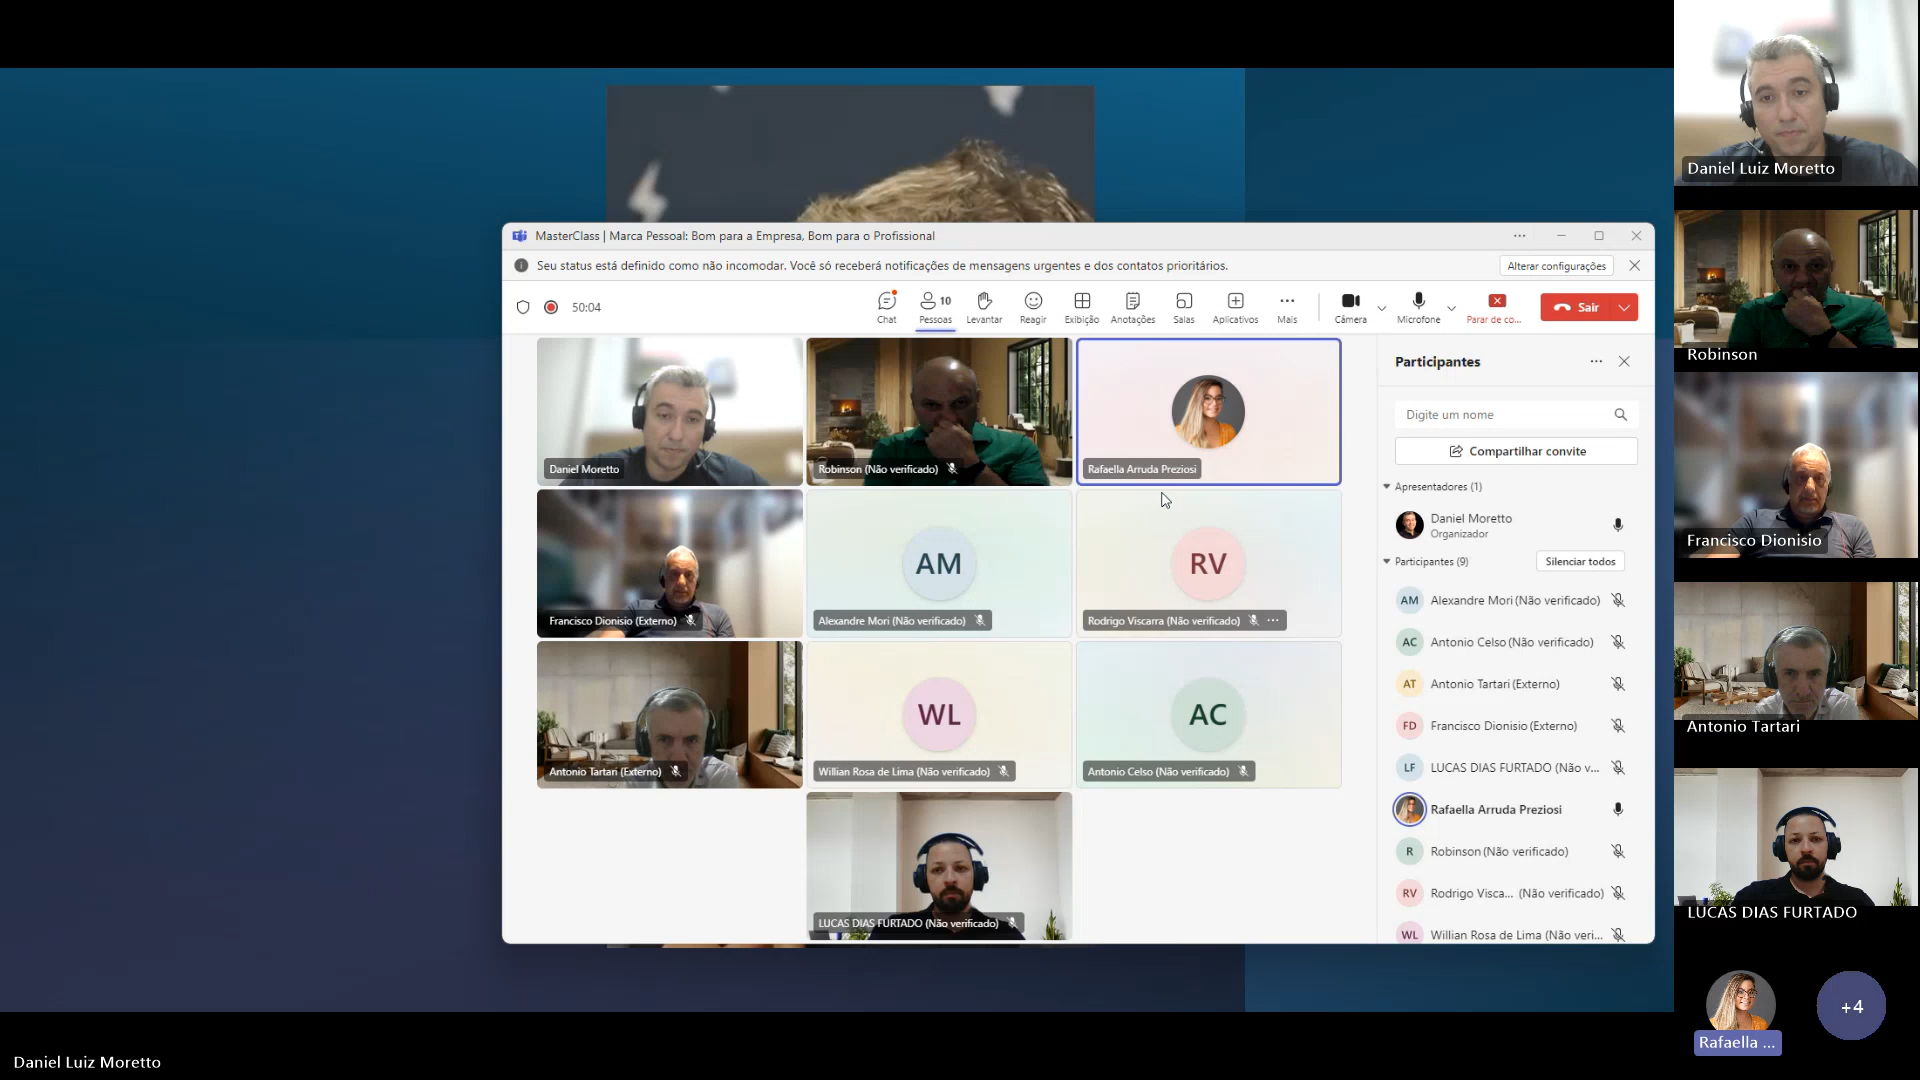 MasterClass | Marca Pessoal: Bom para a Empresa, Bom para o Profissional
Seu status está definido como não incomodar. Você só receberá notificações de mensagens urgentes e dos contatos prioritários.
Alterar configurações
50:04
Chat
10
Pessoas
Levantar
Reagir
Exibição
Anotações
Salas
Aplicativos
Mais
Câmera
Microfone
Parar de co...
Sair
Daniel Moretto
Robinson (Não verificado)
Rafaella Arruda Preziosi
Francisco Dionisio (Externo)
AM
Alexandre Mori (Não verificado)
RV
Rodrigo Viscarra (Não verificado)
Antonio Tartari (Externo)
WL
Willian Rosa de Lima (Não verificado)
AC
Antonio Celso (Não verificado)
LUCAS DIAS FURTADO (Não verificado)
Participantes
Digite um nome
Compartilhar convite
Apresentadores (1)
Daniel Moretto
Organizador
Participantes (9)
Silenciar todos
AM Alexandre Mori (Não verificado)
AC Antonio Celso (Não verificado)
AT Antonio Tartari (Externo)
FD Francisco Dionisio (Externo)
LF LUCAS DIAS FURTADO (Não v...
Rafaella Arruda Preziosi
R Robinson (Não verificado)
RV Rodrigo Visca... (Não verificado)
WL Willian Rosa de Lima (Não veri...
Daniel Luiz Moretto
Robinson
Francisco Dionisio
Antonio Tartari
LUCAS DIAS FURTADO
Rafaella ...
+4
Daniel Luiz Moretto